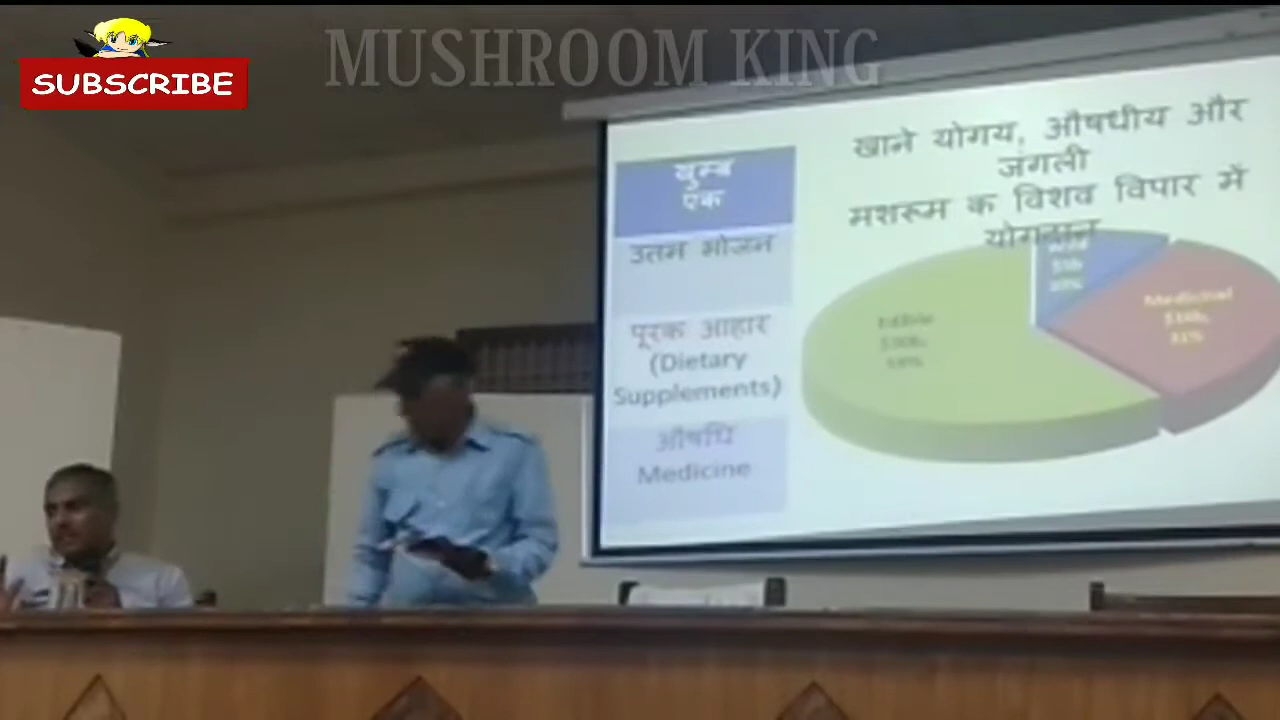 MUSHROOM KING
SUBSCRIBE
खाने योगय, औषधीय और
जंगली
मशरूम क विशव विपार में
एक
उतम भोजन
पूरक आहार
(Dietary
Supplements)
औषधि
Medicine
Medicinal
Edible